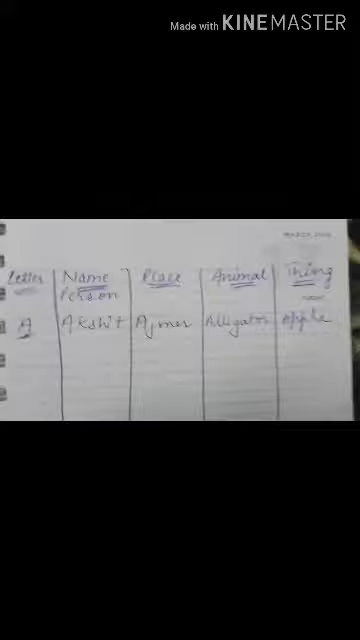 Made with KINEMASTER
Letter Name Place Animal Thing
Person
A Akshit Ajmer Alligator Apple